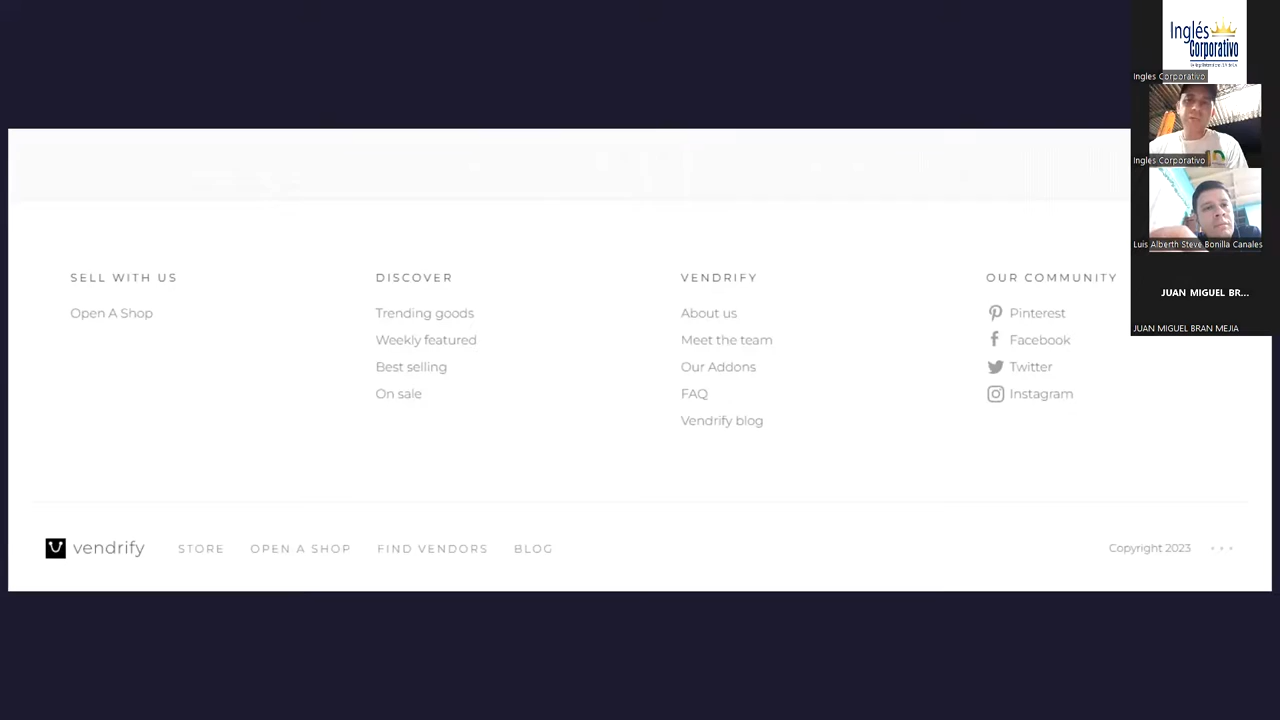 SELL WITH US
Open A Shop
DISCOVER
Trending goods
Weekly featured
Best selling
On sale
VENDRIFY
About us
Meet the team
Our Addons
FAQ
Vendrify blog
OUR COMMUNITY
Pinterest
Facebook
Twitter
Instagram
vendrify
STORE
OPEN A SHOP
FIND VENDORS
BLOG
Copyright 2023
Inglés
Corporativo
Ingles Corporativo
Ingles Corporativo
Luis Alberth Steve Bonilla Canales
JUAN MIGUEL BR...
JUAN MIGUEL BRAN MEJIA